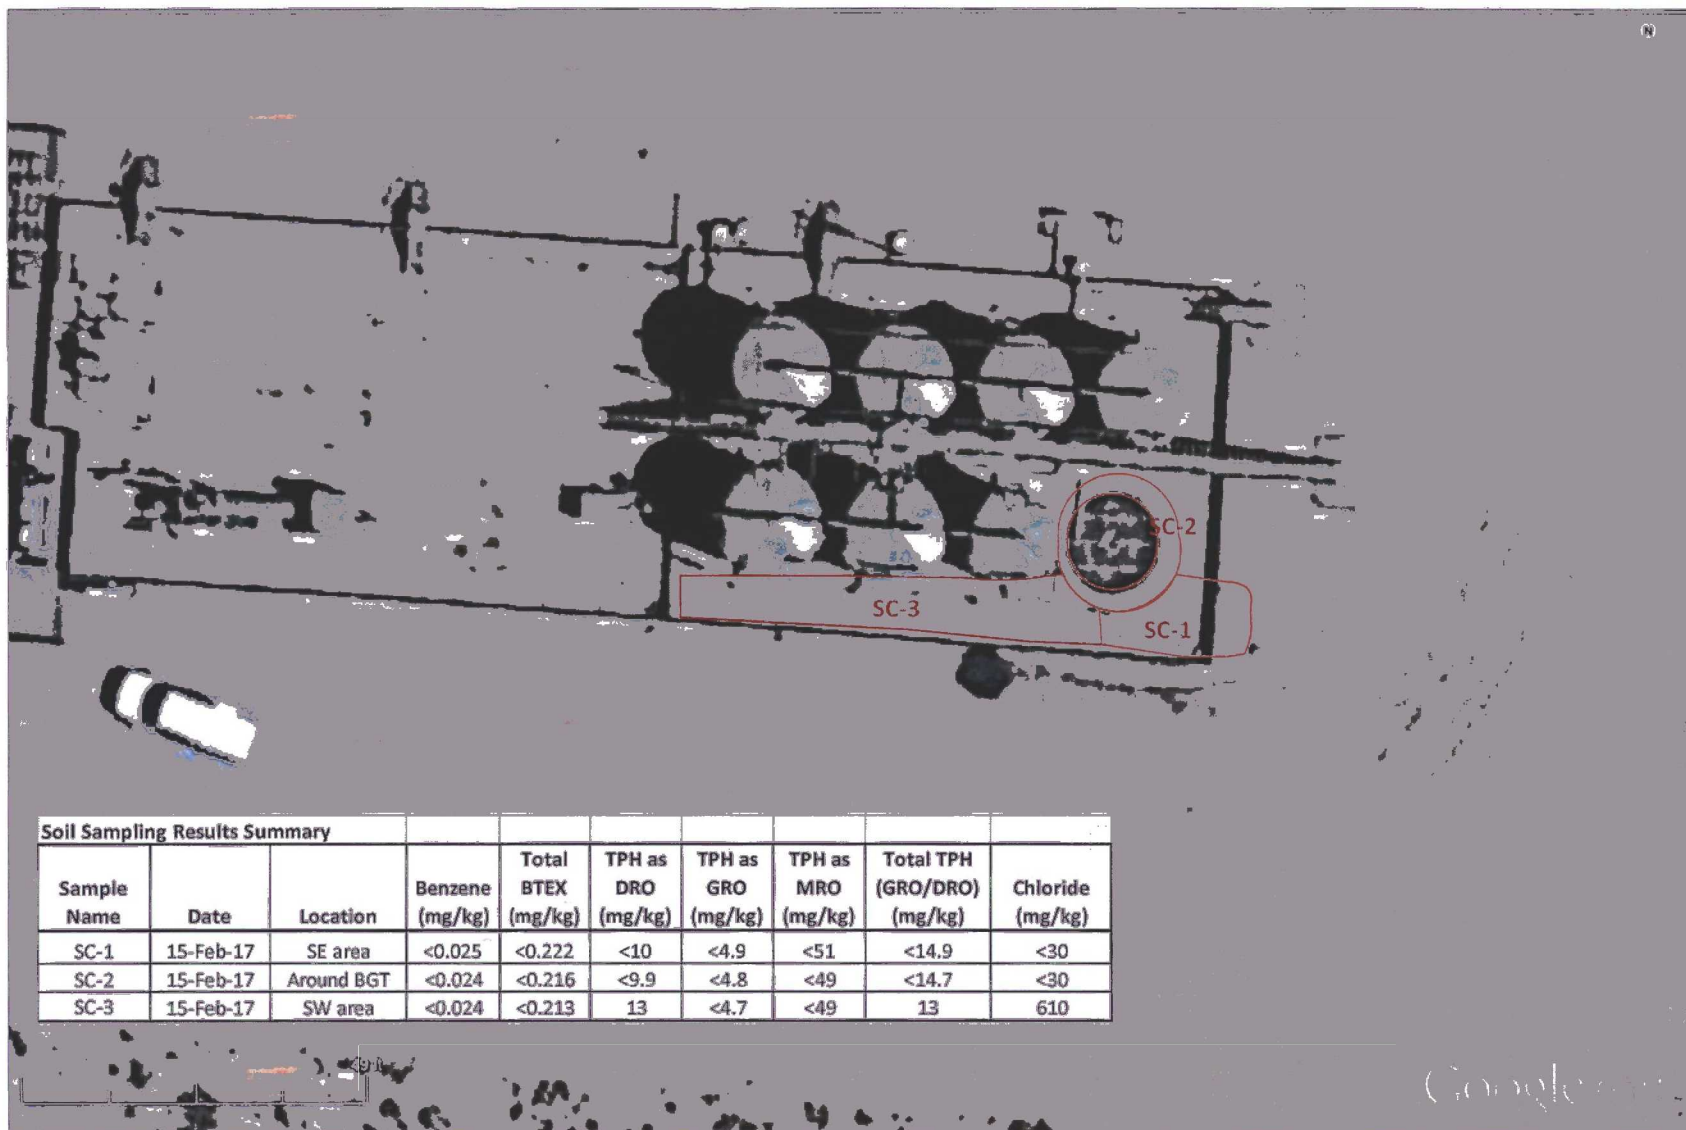 N
SC-2
SC-3
SC-1
Soil Sampling Results Summary
Sample Name | Date | Location | Benzene (mg/kg) | Total BTEX (mg/kg) | TPH as DRO (mg/kg) | TPH as GRO (mg/kg) | TPH as MRO (mg/kg) | Total TPH (GRO/DRO) (mg/kg) | Chloride (mg/kg)
SC-1 | 15-Feb-17 | SE area | <0.025 | <0.222 | <10 | <4.9 | <51 | <14.9 | <30
SC-2 | 15-Feb-17 | Around BGT | <0.024 | <0.216 | <9.9 | <4.8 | <49 | <14.7 | <30
SC-3 | 15-Feb-17 | SW area | <0.024 | <0.213 | 13 | <4.7 | <49 | 13 | 610
Google